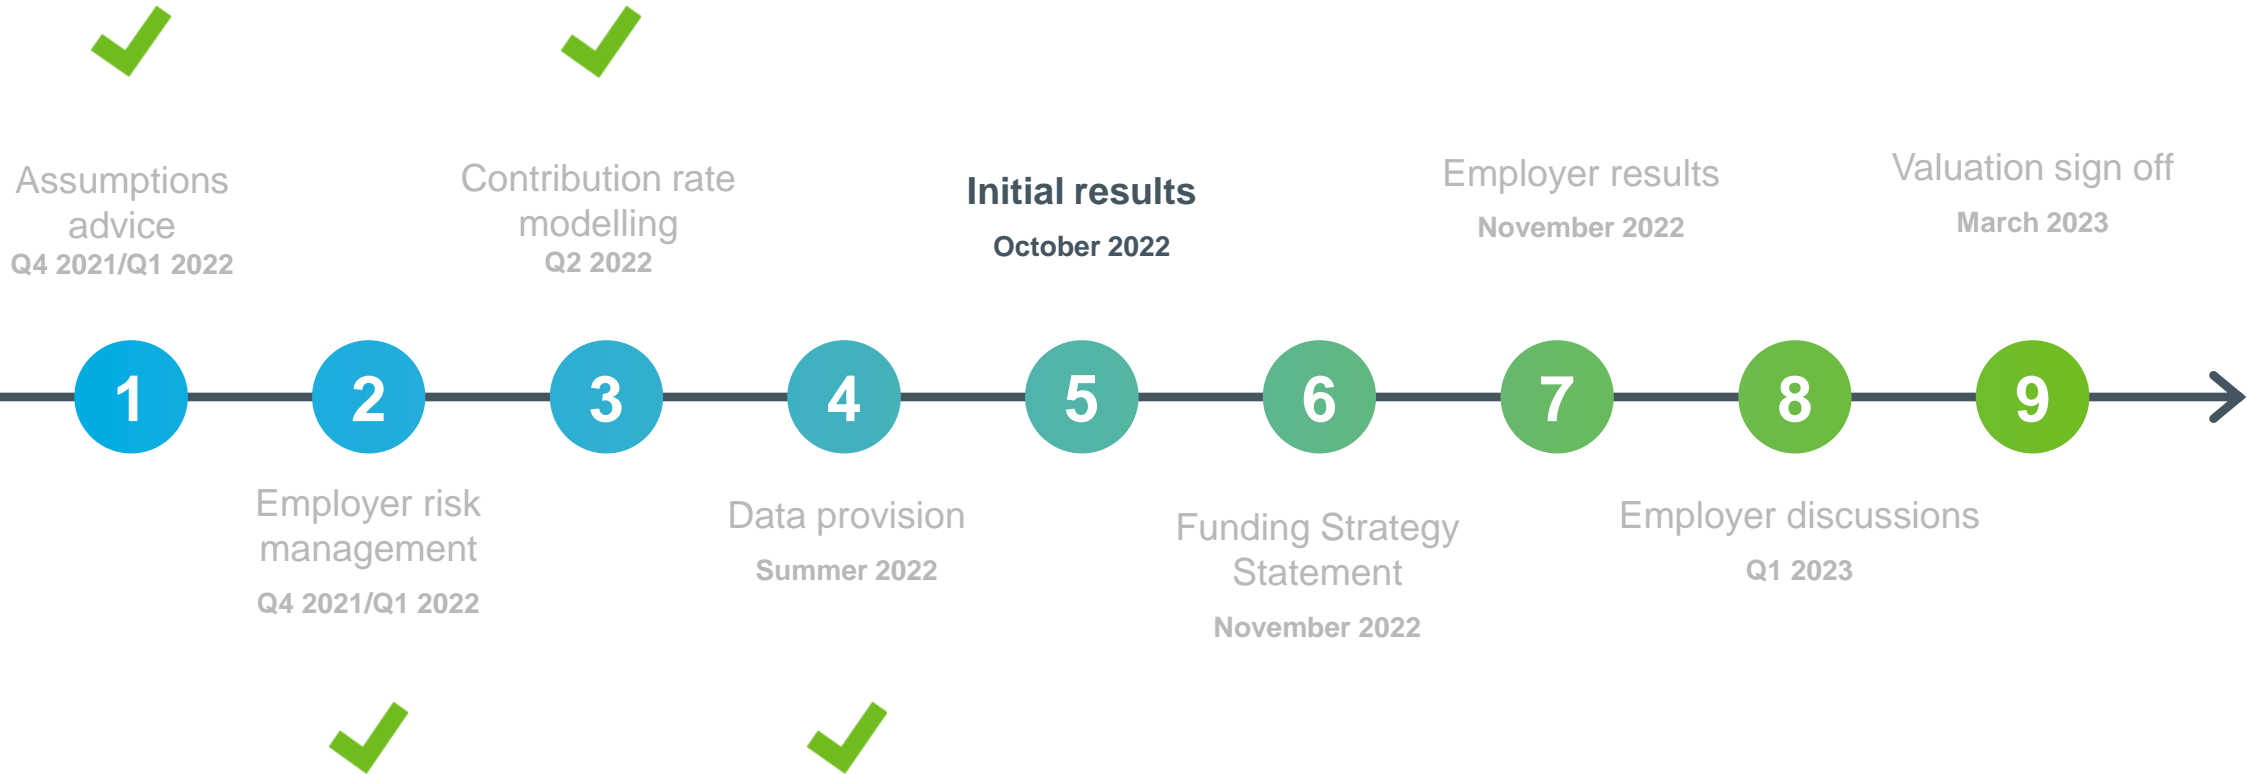 Assumptions
advice
Q4 2021/Q1 2022
Contribution rate
modelling
Q2 2022
Initial results
October 2022
Employer results
November 2022
Valuation sign off
March 2023
1
2
3
4
5
6
7
8
9
Employer risk
management
Q4 2021/Q1 2022
Data provision
Summer 2022
Funding Strategy
Statement
November 2022
Employer discussions
Q1 2023